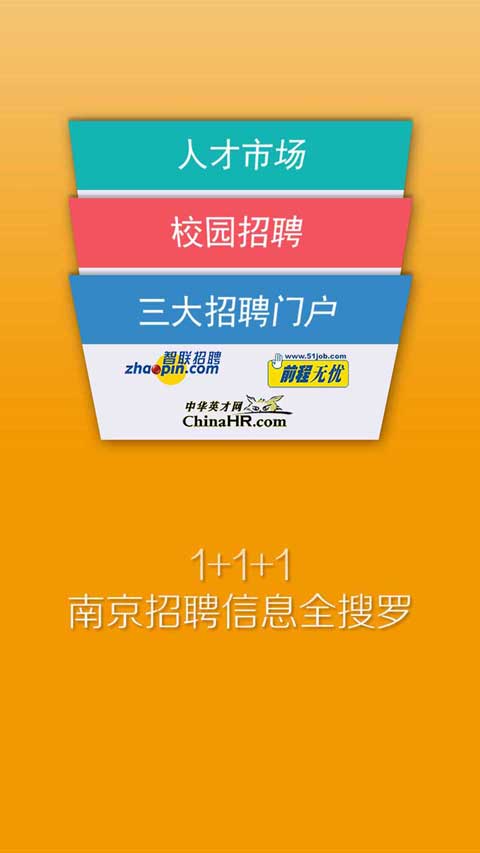 人才市场
校园招聘
三大招聘门户
智联招聘
zhaopin.com
www.51job.com
前程无忧
中华英才网
ChinaHR.com
1+1+1
南京招聘信息全搜罗